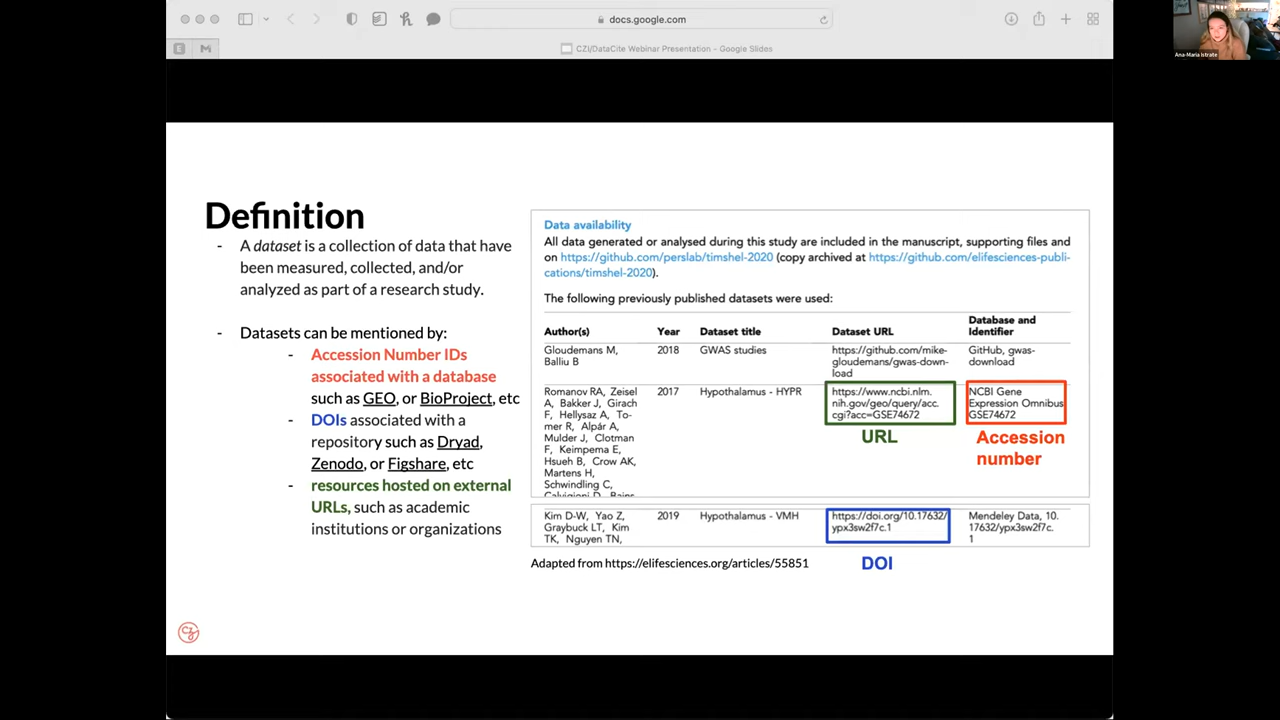 docs.google.com
CZI/DataCite Webinar Presentation - Google Slides
Ana-Maria Istrate
Definition
- A dataset is a collection of data that have
been measured, collected, and/or
analyzed as part of a research study.
- Datasets can be mentioned by:
- Accession Number IDs
associated with a database
such as GEO, or BioProject, etc
- DOIs associated with a
repository such as Dryad,
Zenodo, or Figshare, etc
- resources hosted on external
URLs, such as academic
institutions or organizations
Data availability
All data generated or analysed during this study are included in the manuscript, supporting files and
on https://github.com/perslab/timshel-2020 (copy archived at https://github.com/elifesciences-publi-
cations/timshel-2020).
The following previously published datasets were used:
Author(s) Year Dataset title Dataset URL Database and
Identifier
Gloudemans M, 2018 GWAS studies https://github.com/mike- GitHub, gwas-
Balliu B gloudemans/gwas-down- download
load
Romanov RA, Zeisel 2017 Hypothalamus - HYPR https://www.ncbi.nlm. NCBI Gene
A, Bakker J, Girach nih.gov/geo/query/acc. Expression Omnibus
F, Hellysaz A, To- cgi?acc=GSE74672 GSE74672
mer R, Alpár A, URL Accession
Mulder J, Clotman number
F, Keimpema E,
Hsueh B, Crow AK,
Martens H,
Schwindling C,
Calvigioni D, Bains
Kim D-W, Yao Z, 2019 Hypothalamus - VMH https://doi.org/10.17632/ Mendeley Data, 10.
Graybuck LT, Kim ypx3sw2f7c.1 17632/ypx3sw2f7c.
TK, Nguyen TN, 1
Adapted from https://elifesciences.org/articles/55851 DOI